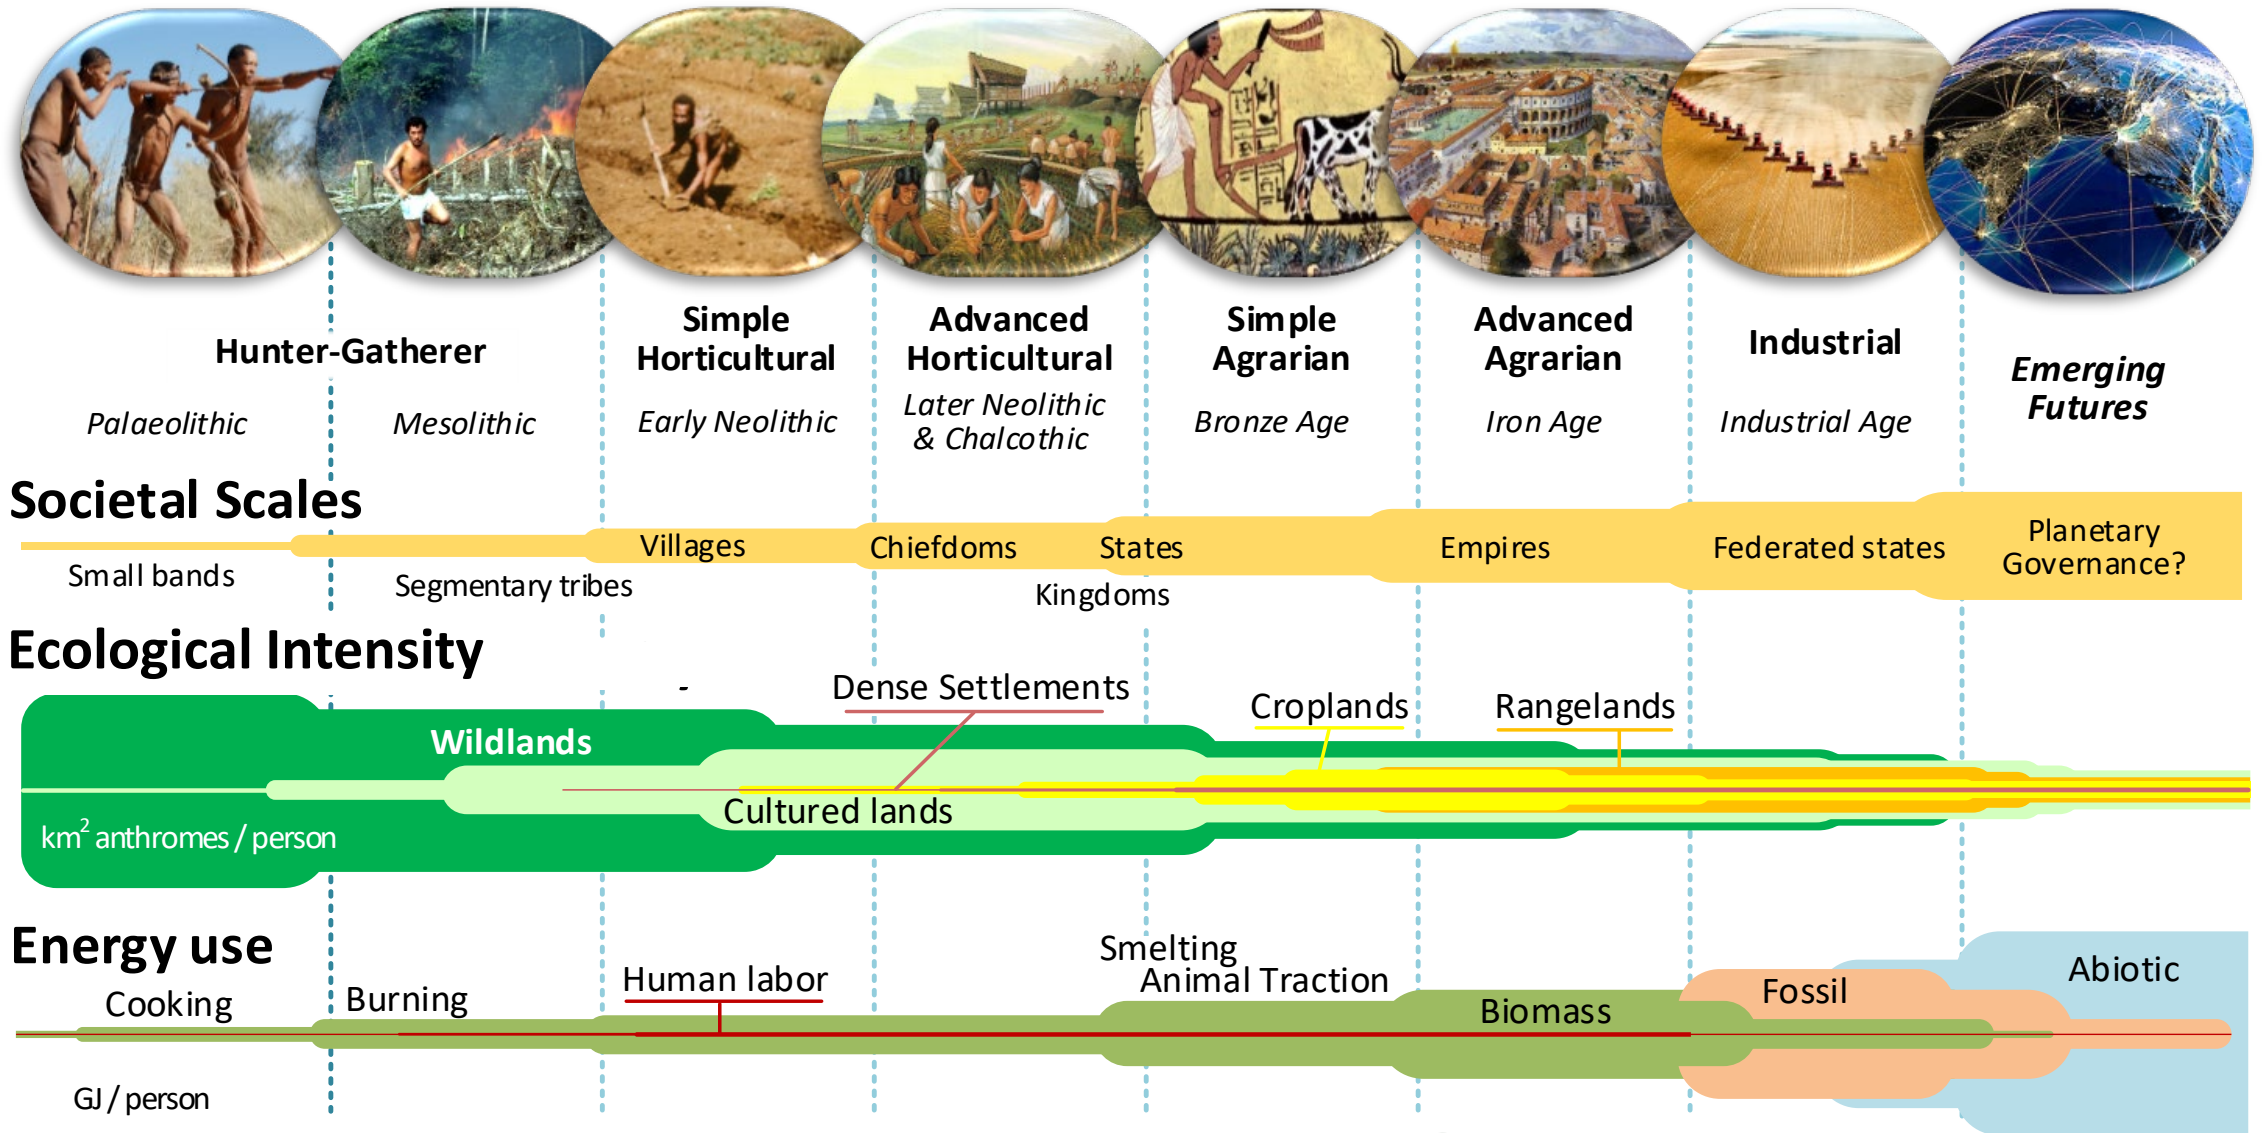 Hunter-Gatherer
Simple
Horticultural
Advanced
Horticultural
Simple
Agrarian
Advanced
Agrarian
Industrial
Emerging
Futures
Palaeolithic
Mesolithic
Early Neolithic
Later Neolithic
& Chalcothic
Bronze Age
Iron Age
Industrial Age
Societal Scales
Small bands
Segmentary tribes
Villages
Chiefdoms
States
Kingdoms
Empires
Federated states
Planetary
Governance?
Ecological Intensity
Wildlands
Dense Settlements
Croplands
Rangelands
Cultured lands
km² anthromes / person
Energy use
Cooking
Burning
Human labor
Smelting
Animal Traction
Biomass
Fossil
Abiotic
GJ / person